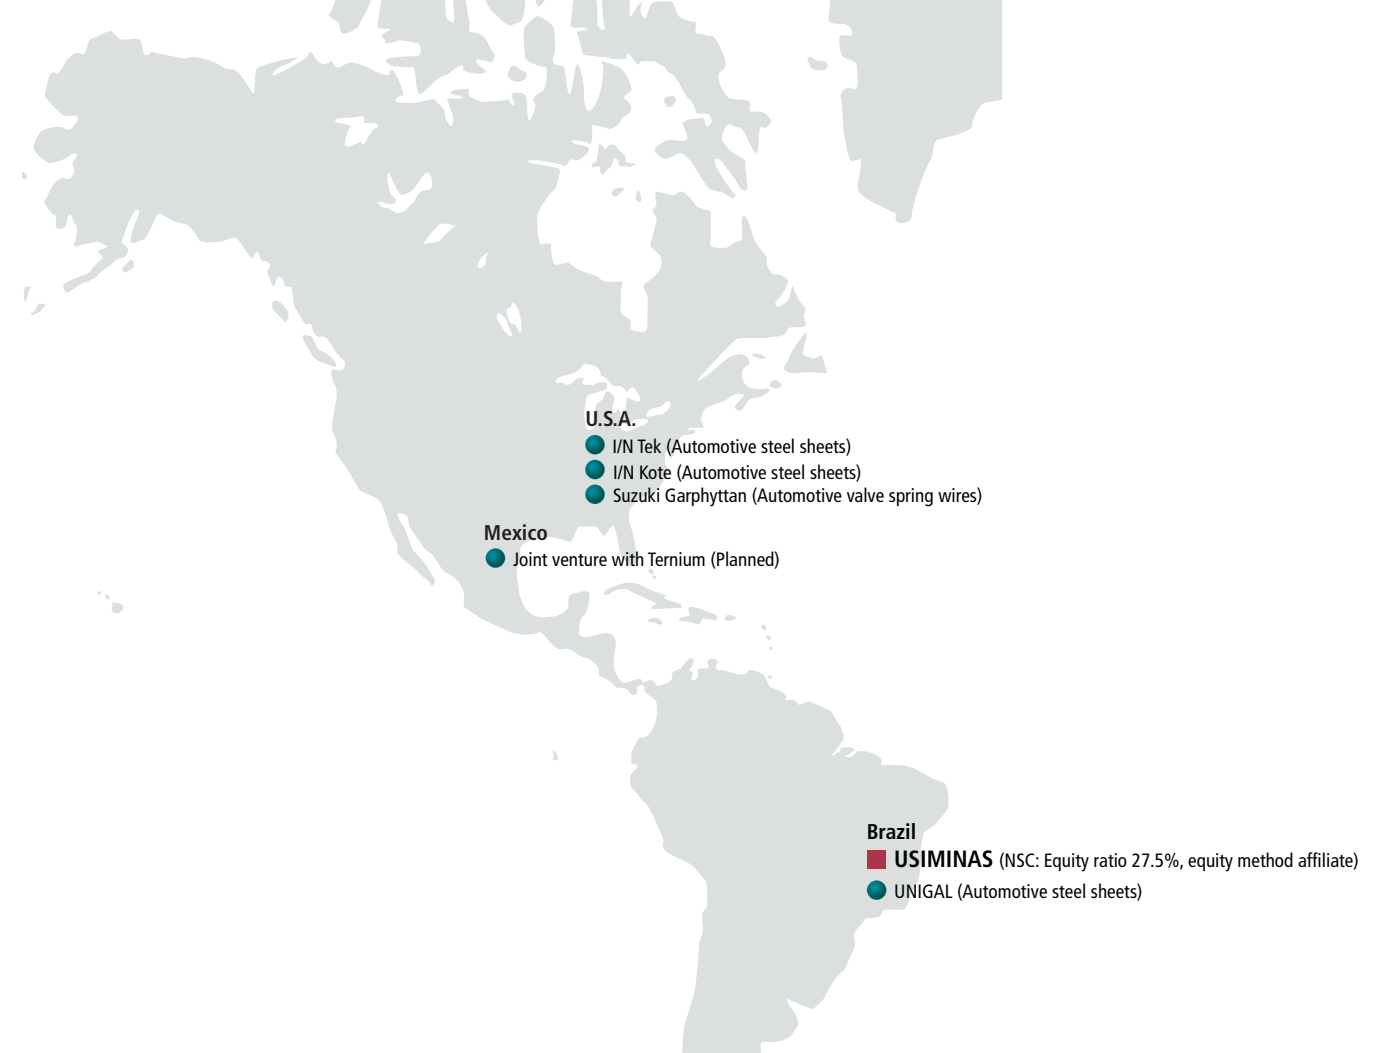 U.S.A.
I/N Tek (Automotive steel sheets)
I/N Kote (Automotive steel sheets)
Suzuki Garphyttan (Automotive valve spring wires)
Mexico
Joint venture with Ternium (Planned)
Brazil
USIMINAS (NSC: Equity ratio 27.5%, equity method affiliate)
UNIGAL (Automotive steel sheets)